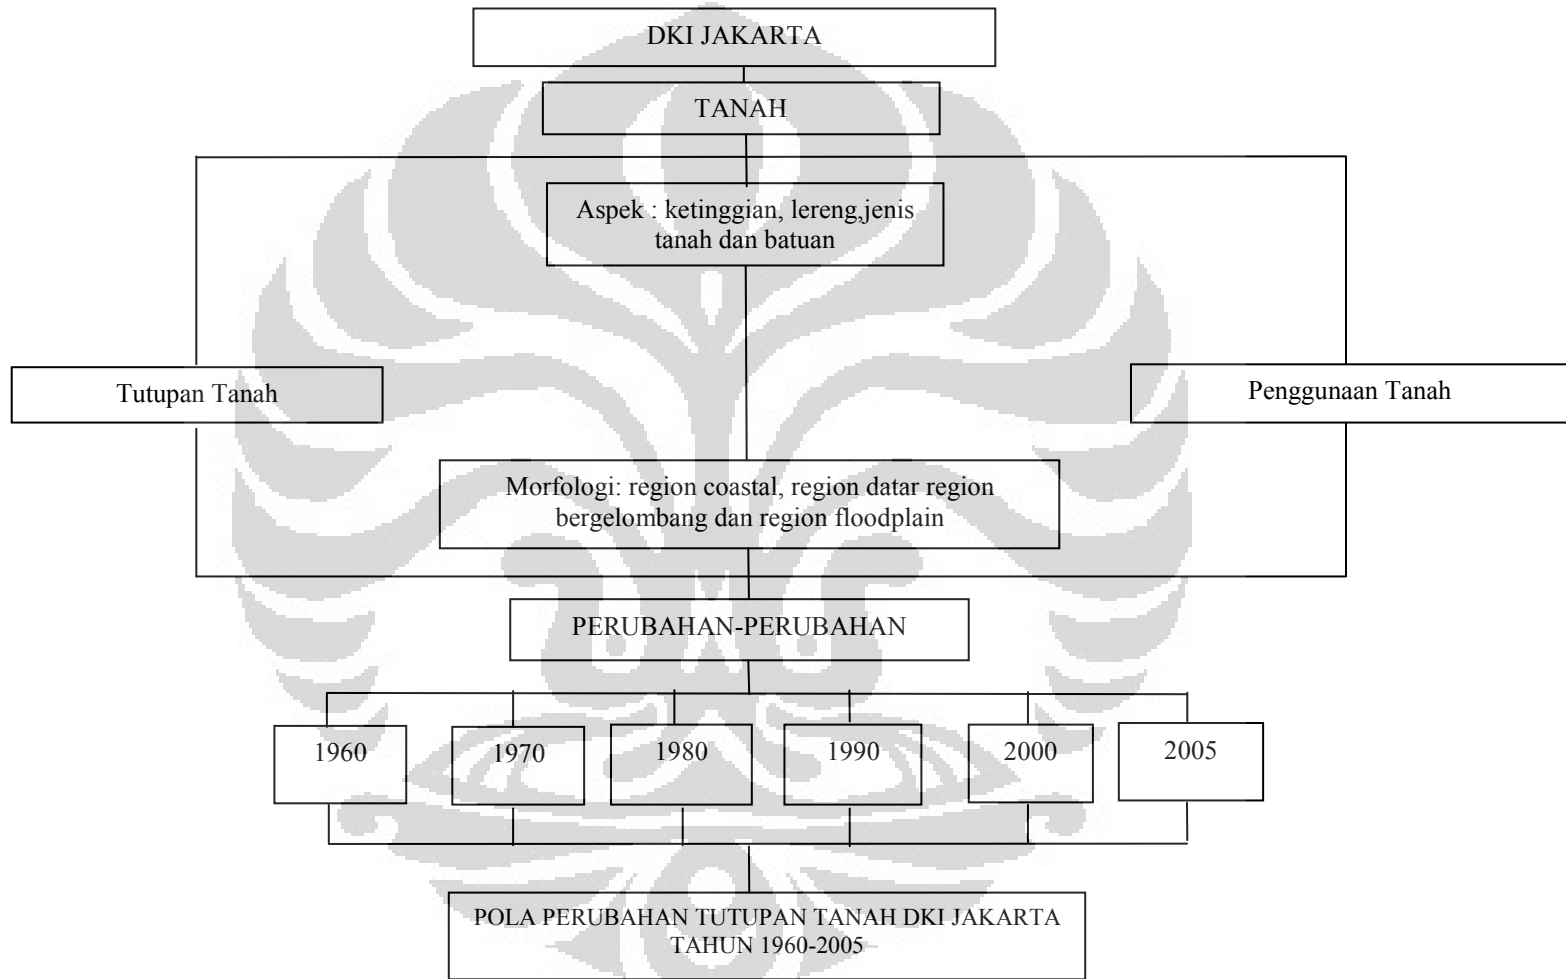 DKI JAKARTA
TANAH
Aspek : ketinggian, lereng,jenis
tanah dan batuan
Tutupan Tanah
Penggunaan Tanah
Morfologi: region coastal, region datar region
bergelombang dan region floodplain
PERUBAHAN-PERUBAHAN
1960
1970
1980
1990
2000
2005
POLA PERUBAHAN TUTUPAN TANAH DKI JAKARTA
TAHUN 1960-2005